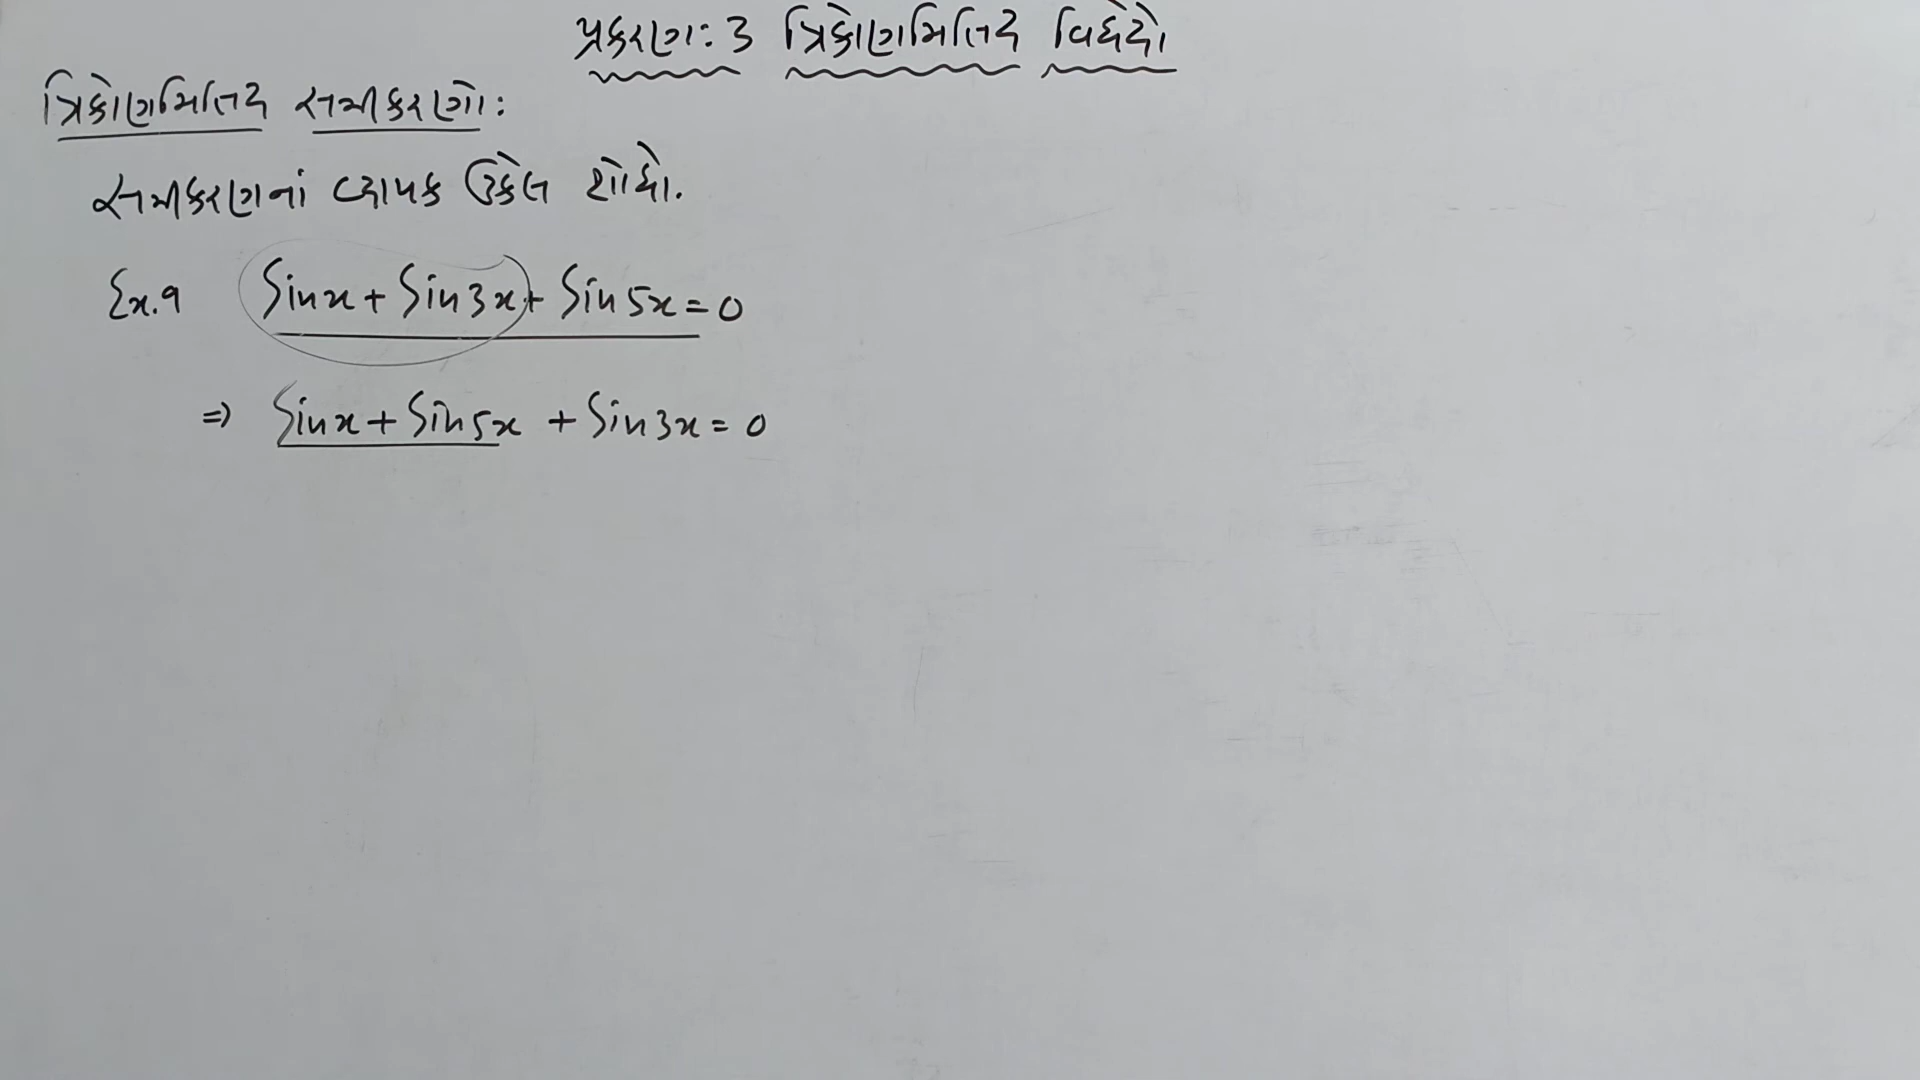 પ્રકરણ: ૩ ત્રિકોણમિતિય વિધેયો
ત્રિકોણમિતિય સમીકરણો:
સમીકરણનાં વ્યાપક ઉકેલ શોધો.
Ex.9 Sinx + Sin3x + Sin5x = 0
⇒ Sinx + Sin5x + Sin3x = 0